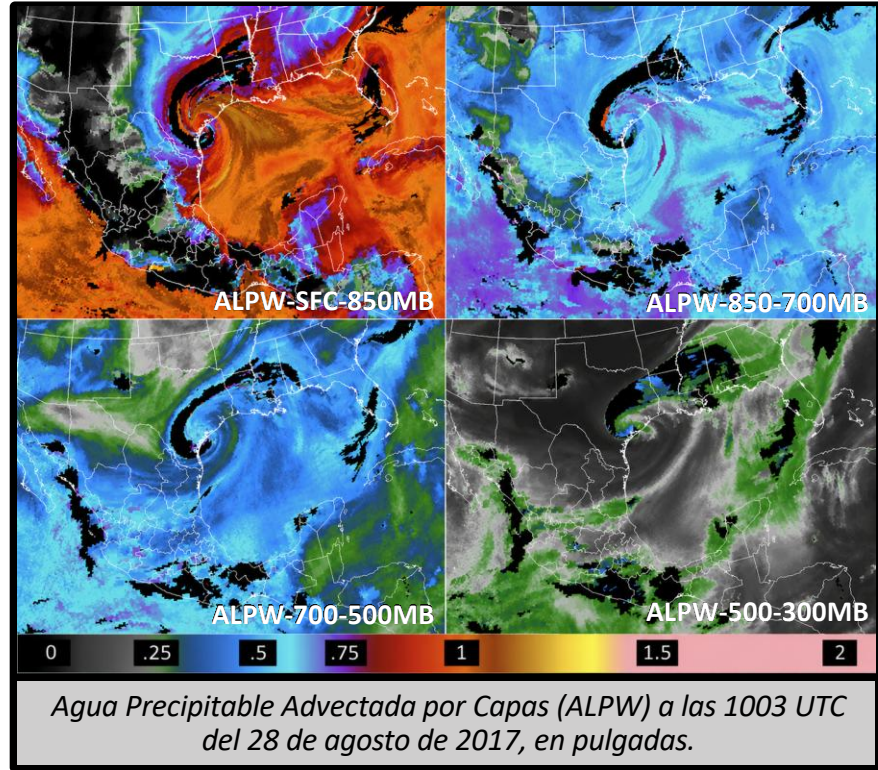 ALPW-SFC-850MB
ALPW-850-700MB
ALPW-700-500MB
ALPW-500-300MB
0 .25 .5 .75 1 1.5 2
Agua Precipitable Advectada por Capas (ALPW) a las 1003 UTC
del 28 de agosto de 2017, en pulgadas.